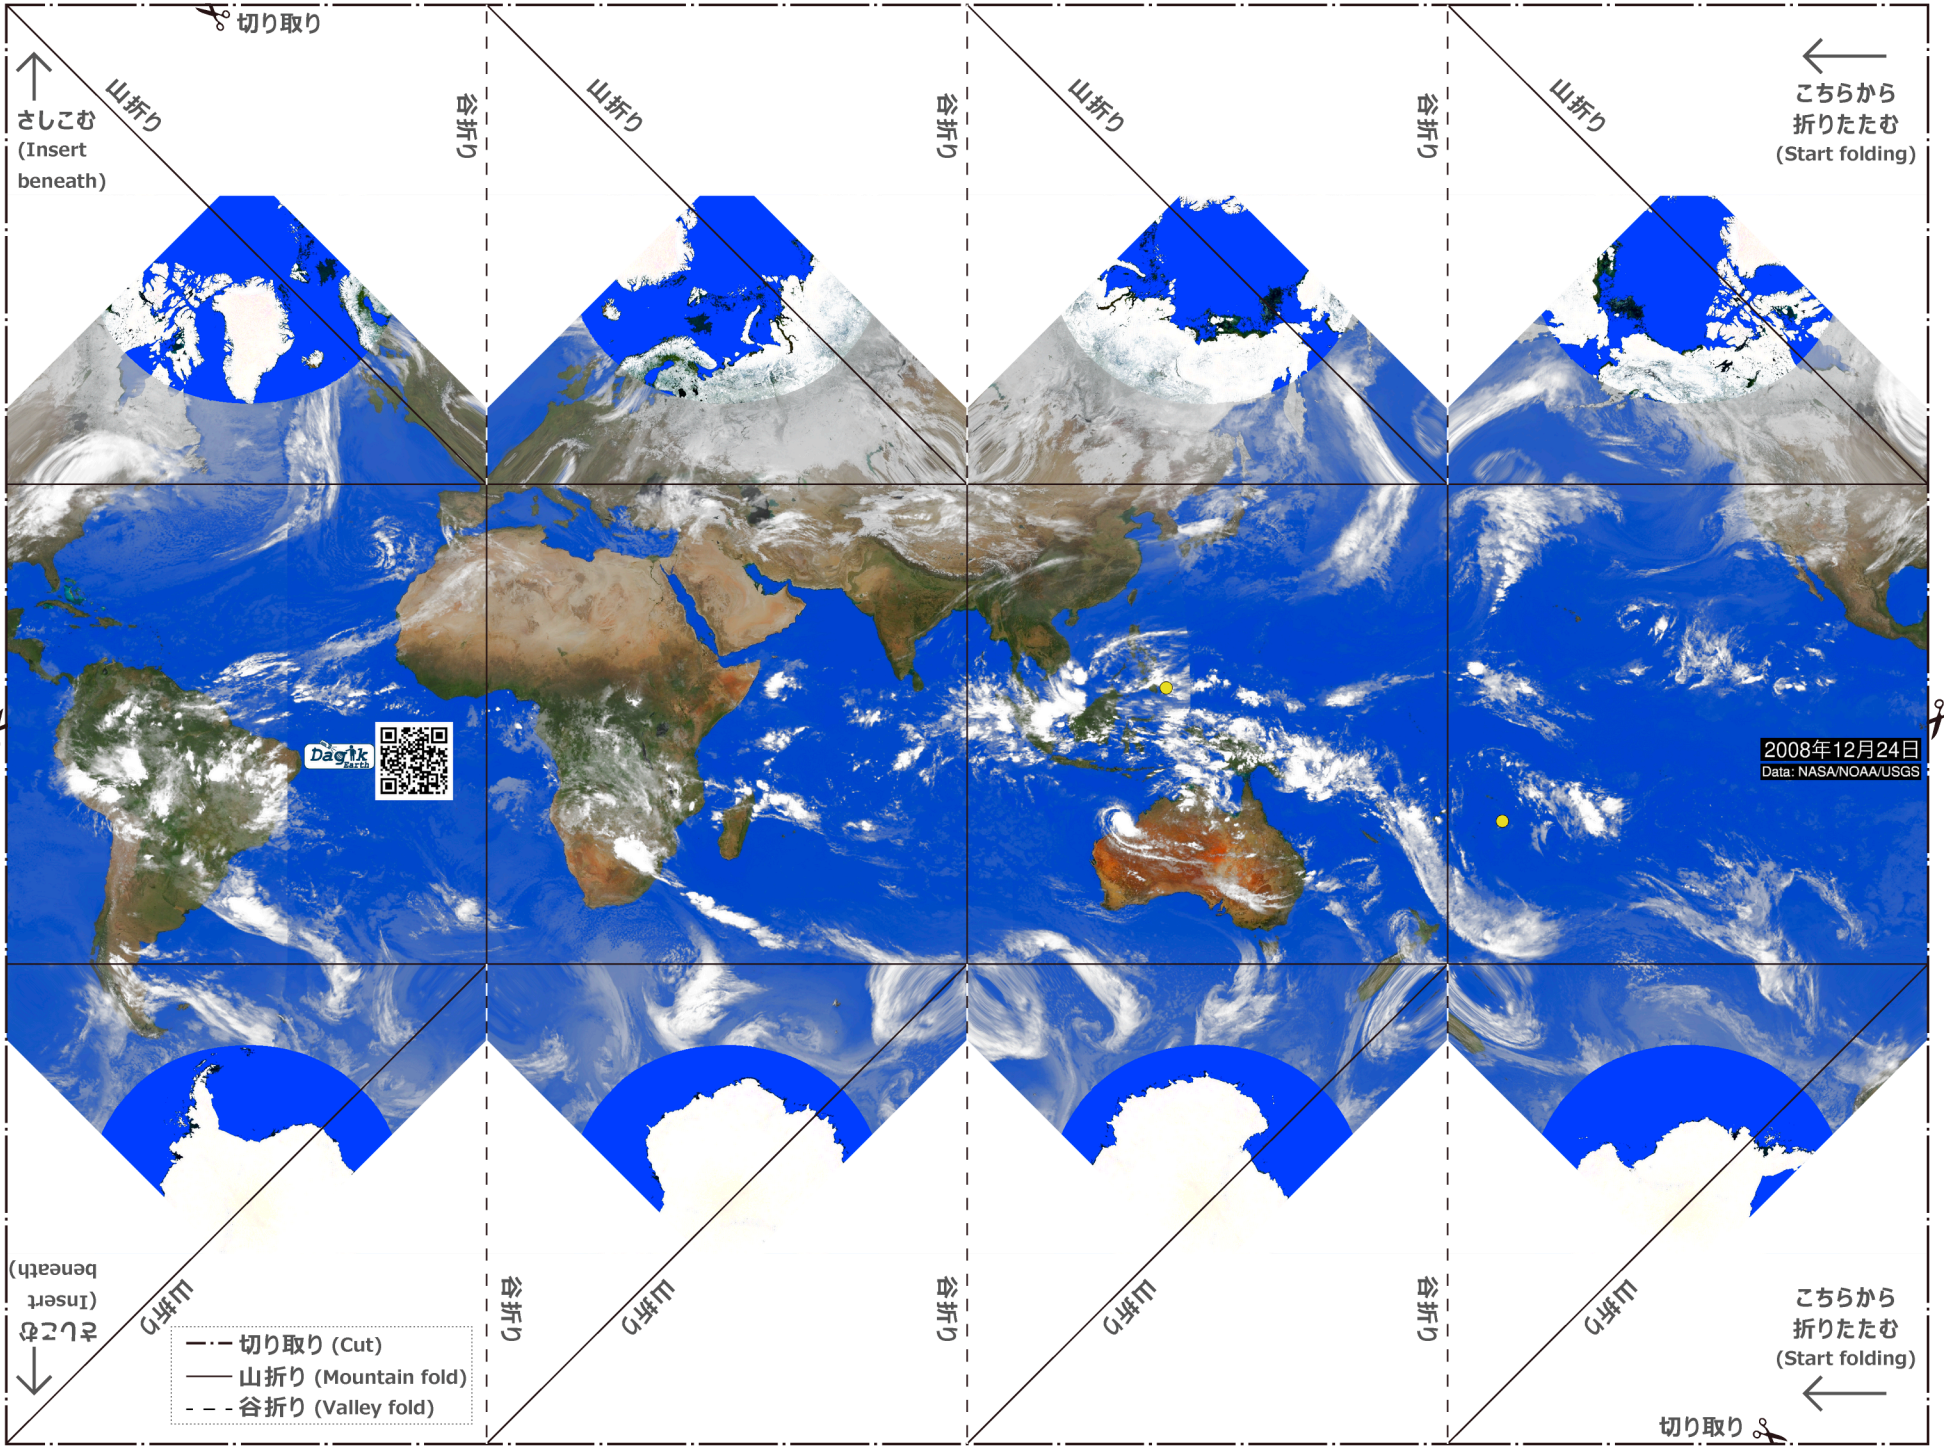 切り取り
山折り
谷折り
山折り
谷折り
山折り
谷折り
山折り
さしこむ
(Insert
beneath)
こちらから
折りたたむ
(Start folding)
Dagik
Earth
2008年12月24日
Data: NASA/NOAA/USGS
さしこむ
(Insert
beneath)
山折り
谷折り
山折り
谷折り
山折り
谷折り
山折り
切り取り (Cut)
山折り (Mountain fold)
谷折り (Valley fold)
こちらから
折りたたむ
(Start folding)
切り取り